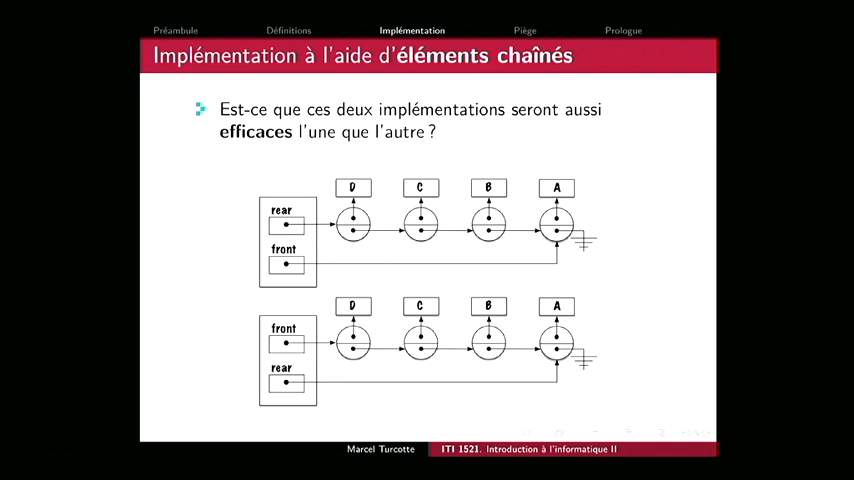 Préambule Définitions Implémentation Piège Prologue
Implémentation à l'aide d'éléments chaînés
Est-ce que ces deux implémentations seront aussi
efficaces l'une que l'autre ?
D C B A
rear
front
D C B A
front
rear
Marcel Turcotte ITI 1521. Introduction à l'informatique II